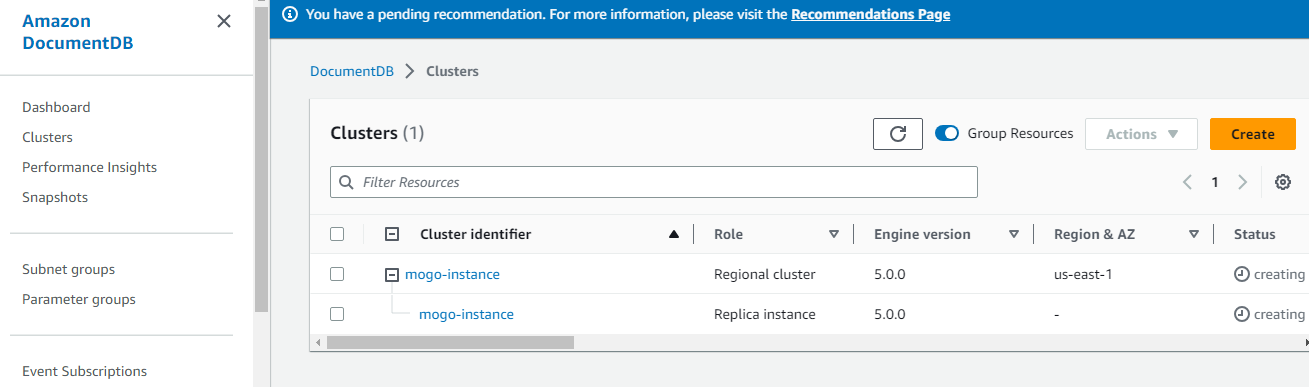 Amazon
DocumentDB
You have a pending recommendation. For more information, please visit the Recommendations Page
DocumentDB
Clusters
Dashboard
Clusters
Performance Insights
Snapshots
Subnet groups
Parameter groups
Event Subscriptions
Clusters (1)
Group Resources
Actions
Create
Filter Resources
1
Cluster identifier Role Engine version Region & AZ Status
mogo-instance Regional cluster 5.0.0 us-east-1 creating
mogo-instance Replica instance 5.0.0 - creating